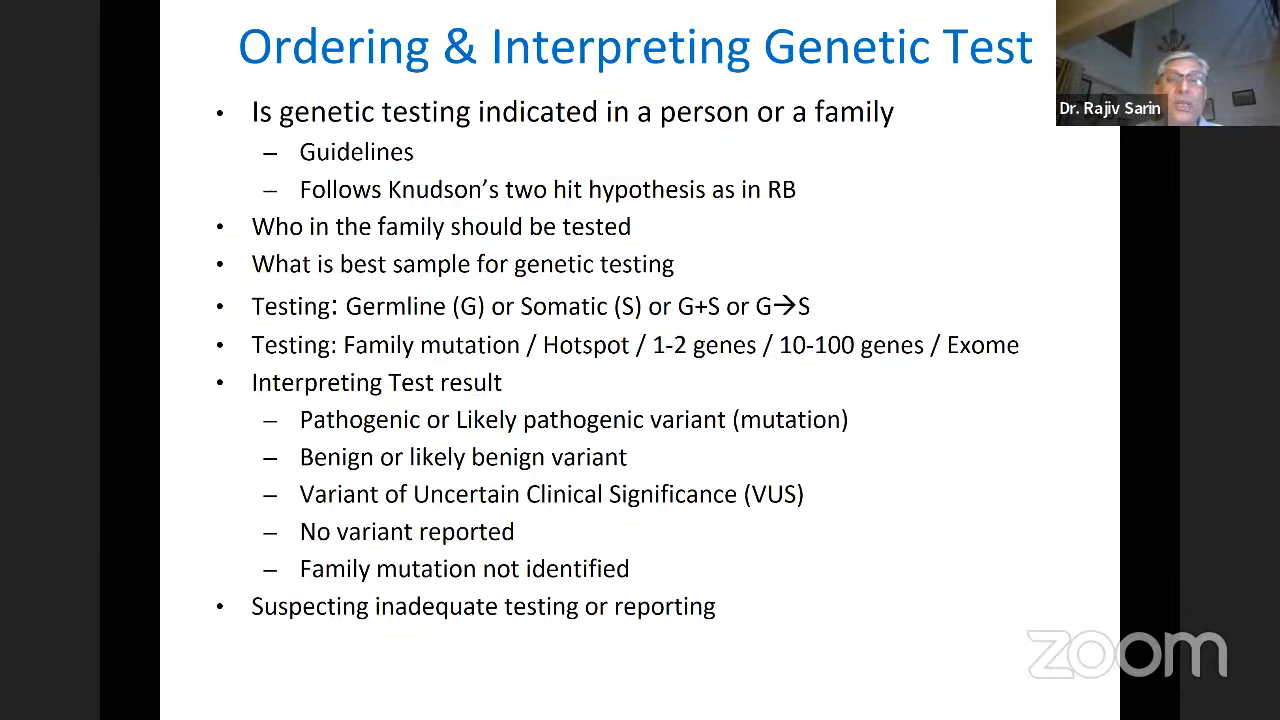 Ordering & Interpreting Genetic Test
• Is genetic testing indicated in a person or a family
– Guidelines
– Follows Knudson's two hit hypothesis as in RB
• Who in the family should be tested
• What is best sample for genetic testing
• Testing: Germline (G) or Somatic (S) or G+S or G→S
• Testing: Family mutation / Hotspot / 1-2 genes / 10-100 genes / Exome
• Interpreting Test result
– Pathogenic or Likely pathogenic variant (mutation)
– Benign or likely benign variant
– Variant of Uncertain Clinical Significance (VUS)
– No variant reported
– Family mutation not identified
• Suspecting inadequate testing or reporting
Dr. Rajiv Sarin
zoom